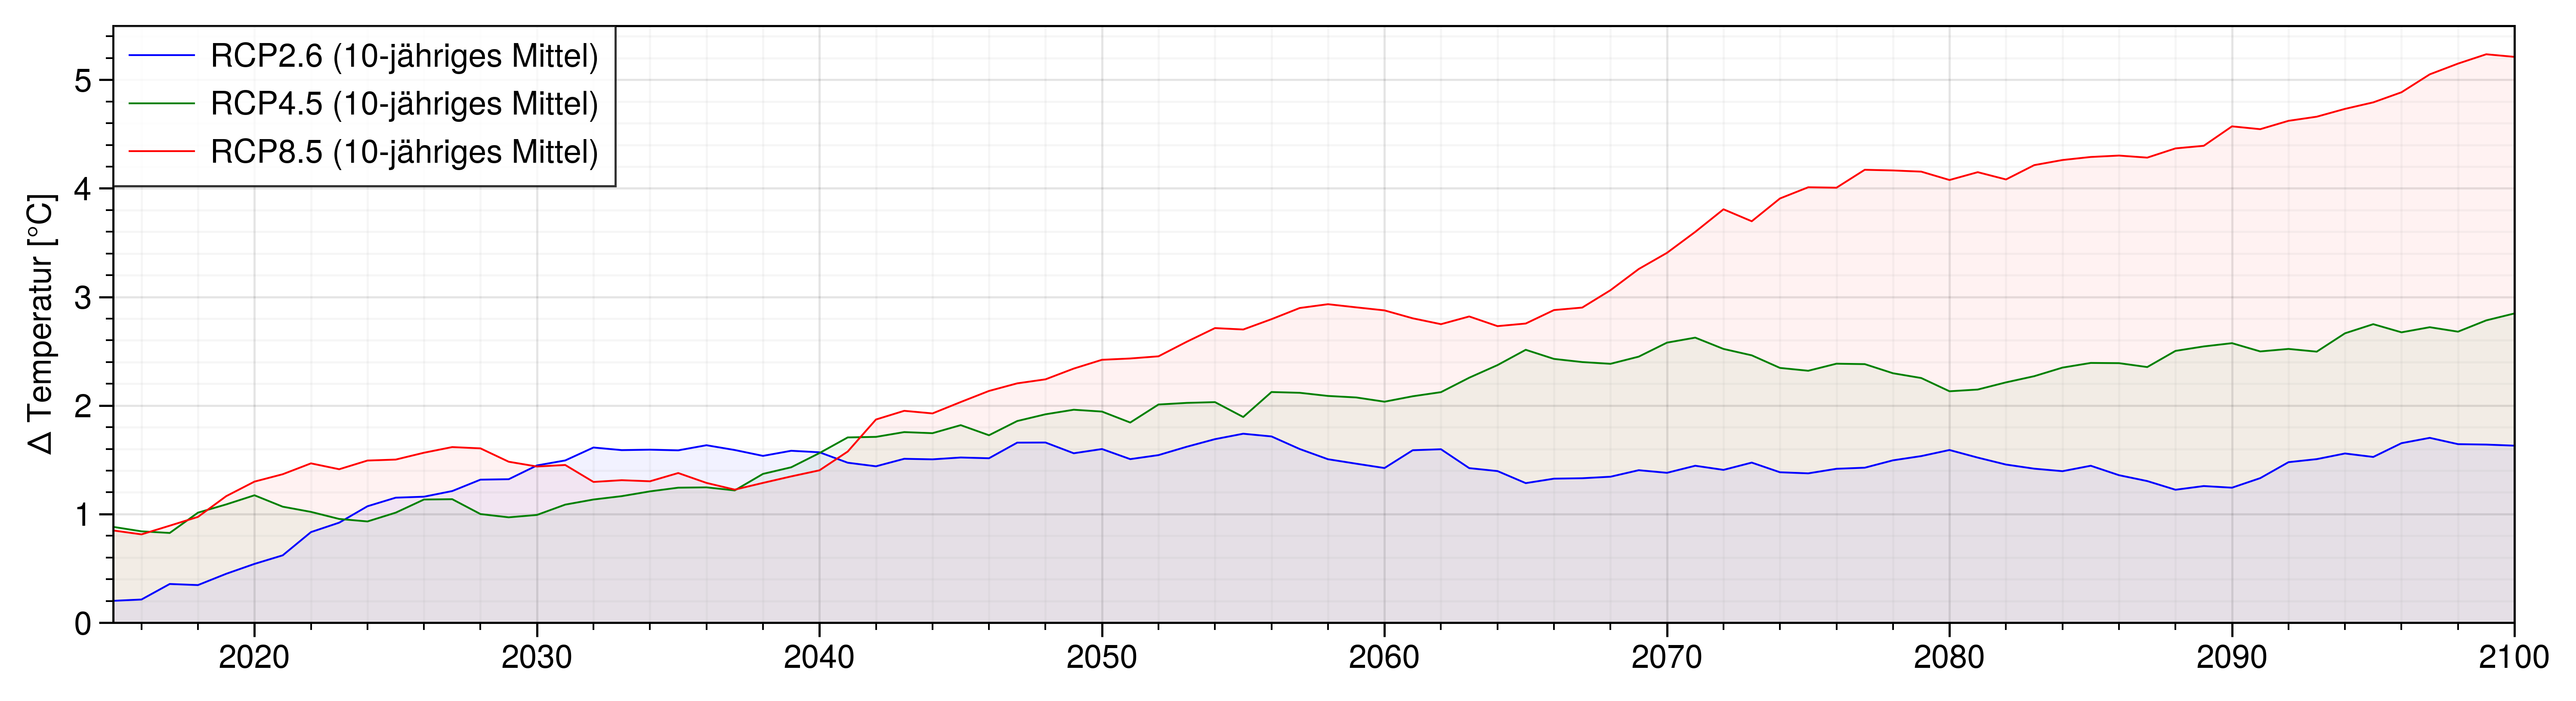 RCP2.6 (10-jähriges Mittel)
RCP4.5 (10-jähriges Mittel)
RCP8.5 (10-jähriges Mittel)
Δ Temperatur [°C]
5
4
3
2
1
0
2020 2030 2040 2050 2060 2070 2080 2090 2100